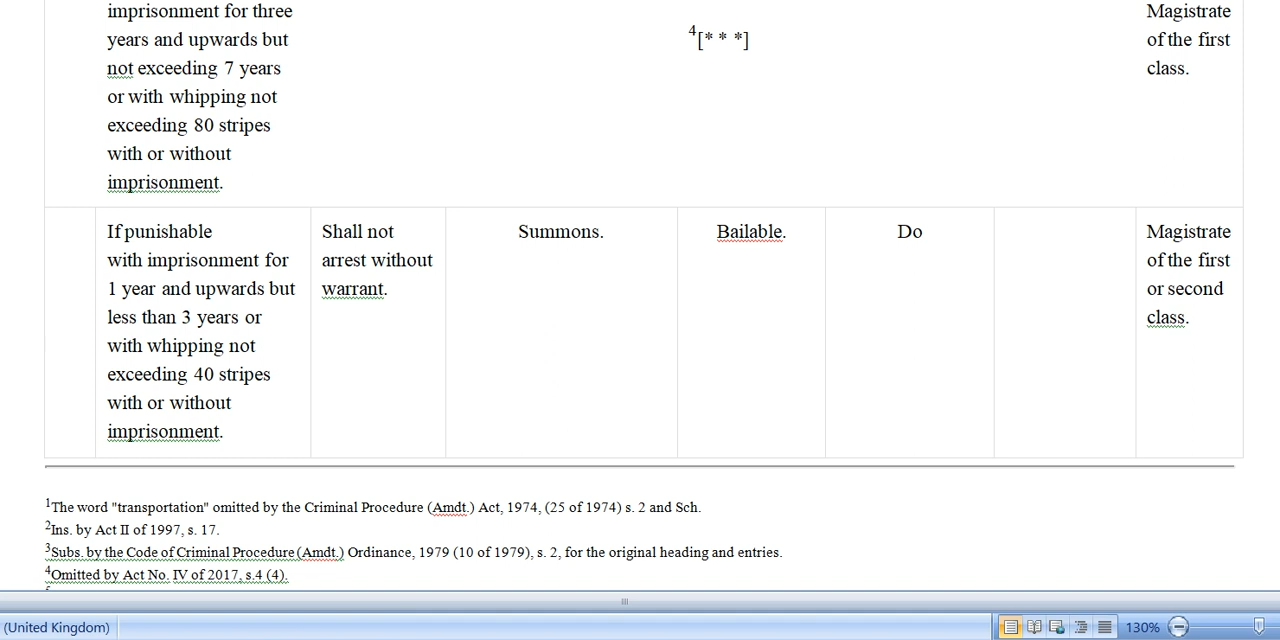 imprisonment for three
years and upwards but
not exceeding 7 years
or with whipping not
exceeding 80 stripes
with or without
imprisonment.
4[* * *]
Magistrate
of the first
class.
If punishable
with imprisonment for
1 year and upwards but
less than 3 years or
with whipping not
exceeding 40 stripes
with or without
imprisonment.
Shall not
arrest without
warrant.
Summons.
Bailable.
Do
Magistrate
of the first
or second
class.
1The word "transportation" omitted by the Criminal Procedure (Amdt.) Act, 1974, (25 of 1974) s. 2 and Sch.
2Ins. by Act II of 1997, s. 17.
3Subs. by the Code of Criminal Procedure (Amdt.) Ordinance, 1979 (10 of 1979), s. 2, for the original heading and entries.
4Omitted by Act No. IV of 2017, s.4 (4).
(United Kingdom)
130%